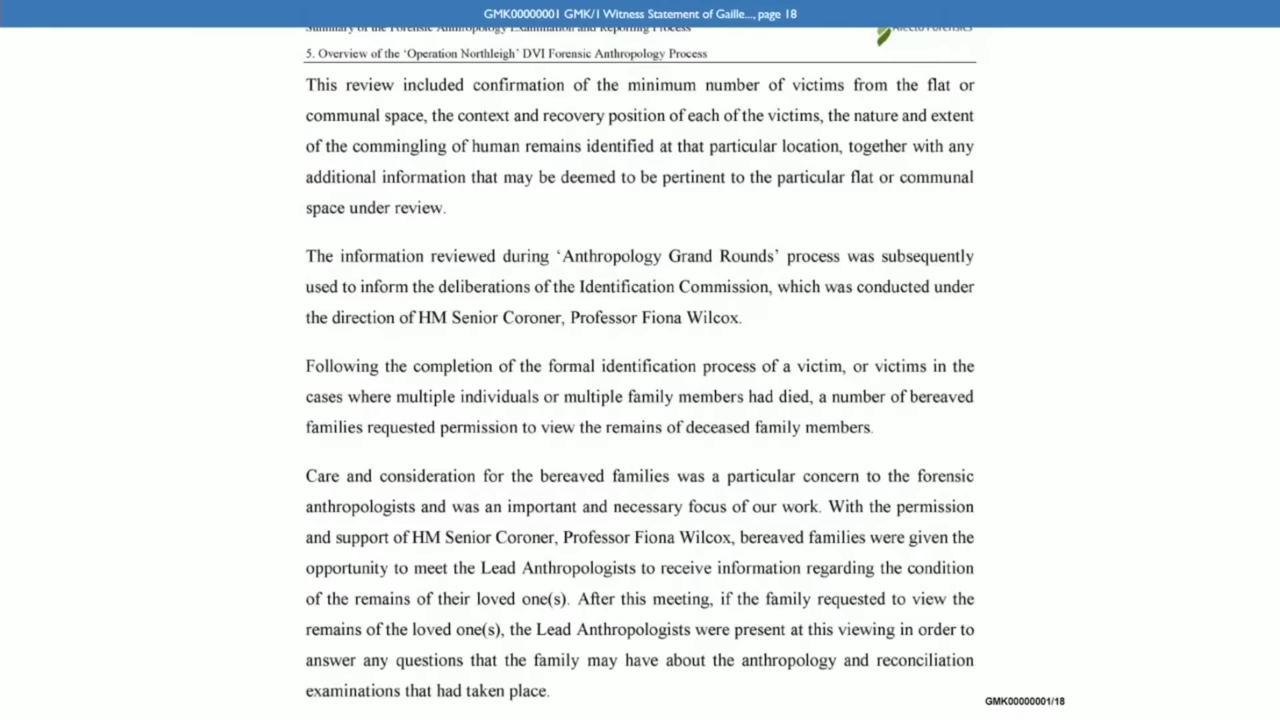 GMK00000001 GMK/1 Witness Statement of Gaille..., page 18
Summary of the Forensic Anthropology Examination and Reporting Process
Alecto Forensics
5. Overview of the ‘Operation Northleigh’ DVI Forensic Anthropology Process
This review included confirmation of the minimum number of victims from the flat or
communal space, the context and recovery position of each of the victims, the nature and extent
of the commingling of human remains identified at that particular location, together with any
additional information that may be deemed to be pertinent to the particular flat or communal
space under review.
The information reviewed during ‘Anthropology Grand Rounds’ process was subsequently
used to inform the deliberations of the Identification Commission, which was conducted under
the direction of HM Senior Coroner, Professor Fiona Wilcox.
Following the completion of the formal identification process of a victim, or victims in the
cases where multiple individuals or multiple family members had died, a number of bereaved
families requested permission to view the remains of deceased family members.
Care and consideration for the bereaved families was a particular concern to the forensic
anthropologists and was an important and necessary focus of our work. With the permission
and support of HM Senior Coroner, Professor Fiona Wilcox, bereaved families were given the
opportunity to meet the Lead Anthropologists to receive information regarding the condition
of the remains of their loved one(s). After this meeting, if the family requested to view the
remains of the loved one(s), the Lead Anthropologists were present at this viewing in order to
answer any questions that the family may have about the anthropology and reconciliation
examinations that had taken place.
GMK00000001/18